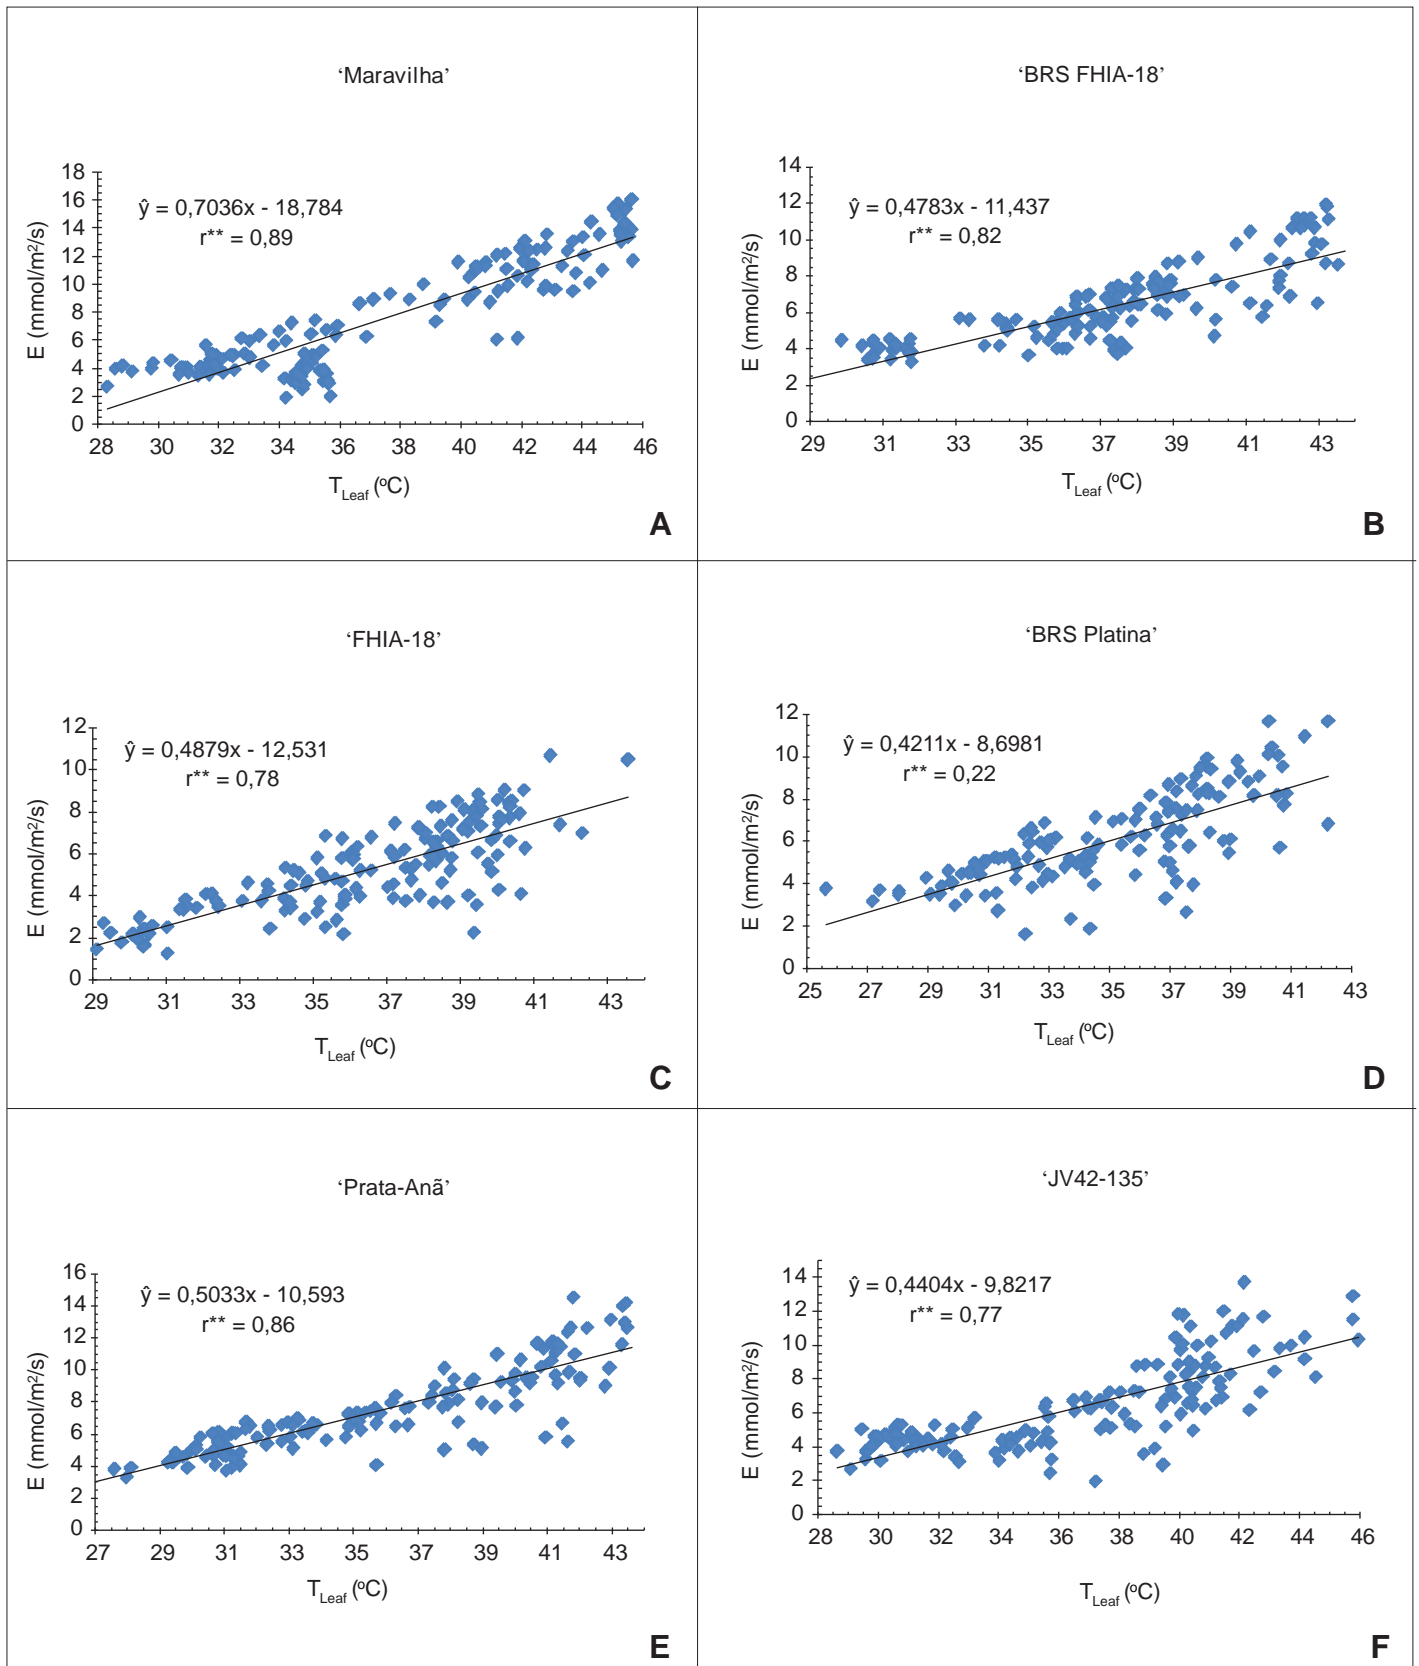 ‘Maravilha’
18
16
14
12
10
8
6
4
2
0
E (mmol/m²/s)
ŷ = 0,7036x - 18,784
r** = 0,89
28 30 32 34 36 38 40 42 44 46
T Leaf (ºC)
A
‘BRS FHIA-18’
14
12
10
8
6
4
2
0
E (mmol/m²/s)
ŷ = 0,4783x - 11,437
r** = 0,82
29 31 33 35 37 39 41 43
T Leaf (ºC)
B
‘FHIA-18’
12
10
8
6
4
2
0
E (mmol/m²/s)
ŷ = 0,4879x - 12,531
r** = 0,78
29 31 33 35 37 39 41 43
T Leaf (ºC)
C
‘BRS Platina’
12
10
8
6
4
2
0
E (mmol/m²/s)
ŷ = 0,4211x - 8,6981
r** = 0,22
25 27 29 31 33 35 37 39 41 43
T Leaf (ºC)
D
‘Prata-Anã’
16
14
12
10
8
6
4
2
0
E (mmol/m²/s)
ŷ = 0,5033x - 10,593
r** = 0,86
27 29 31 33 35 37 39 41 43
T Leaf (ºC)
E
‘JV42-135’
14
12
10
8
6
4
2
0
E (mmol/m²/s)
ŷ = 0,4404x - 9,8217
r** = 0,77
28 30 32 34 36 38 40 42 44 46
T Leaf (ºC)
F